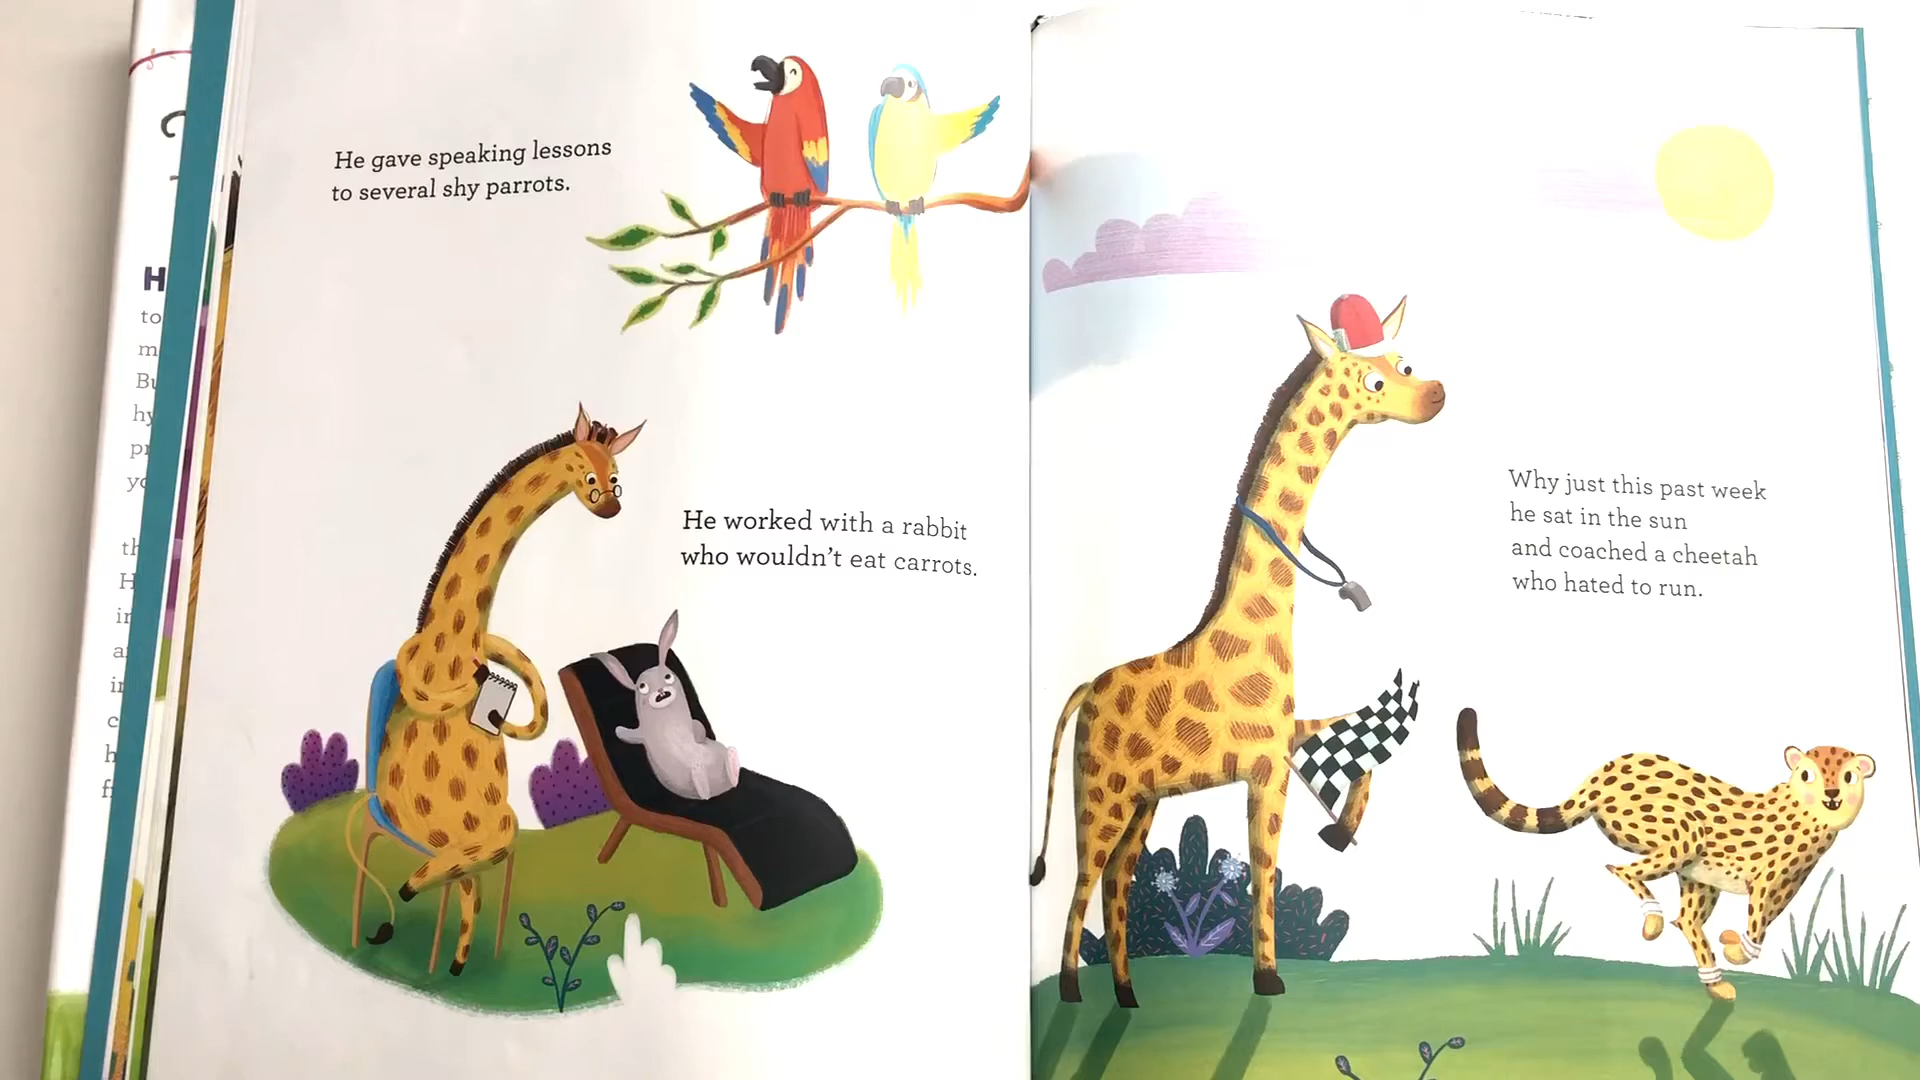 He gave speaking lessons
to several shy parrots.
He worked with a rabbit
who wouldn't eat carrots.
Why just this past week
he sat in the sun
and coached a cheetah
who hated to run.